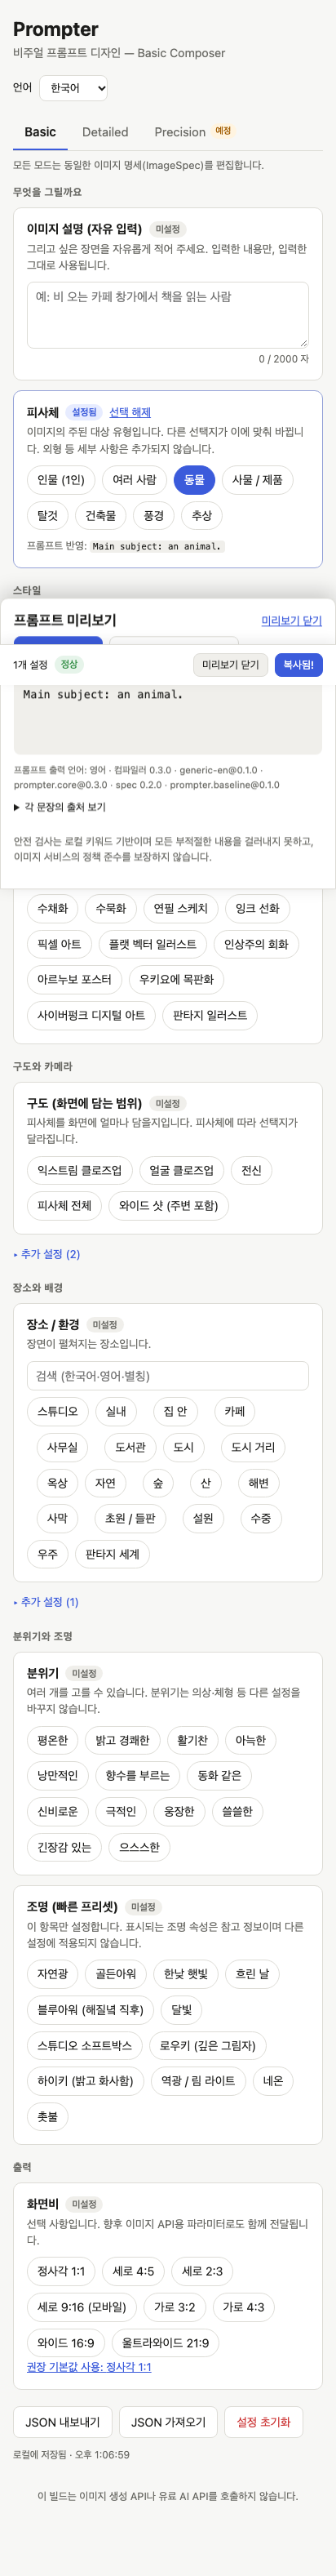 Prompter
비주얼 프롬프트 디자인 — Basic Composer
언어 한국어
Basic Detailed Precision 예정
모든 모드는 동일한 이미지 명세(ImageSpec)를 편집합니다.
무엇을 그릴까요
이미지 설명 (자유 입력) 미설정
그리고 싶은 장면을 자유롭게 적어 주세요. 입력한 내용만, 입력한
그대로 사용됩니다.
예: 비 오는 카페 창가에서 책을 읽는 사람
0 / 2000 자
피사체 설정됨 선택 해제
이미지의 주된 대상 유형입니다. 다른 선택지가 이에 맞춰 바뀝니
다. 외형 등 세부 사항은 추가되지 않습니다.
인물 (1인) 여러 사람 동물 사물 / 제품
탈것 건축물 풍경 추상
프롬프트 반영: Main subject: an animal.
스타일
프롬프트 미리보기 미리보기 닫기
1개 설정 정상 미리보기 닫기 복사됨!
Main subject: an animal.
프롬프트 출력 언어: 영어 · 컴파일러 0.3.0 · generic-en@0.1.0 ·
prompter.core@0.3.0 · spec 0.2.0 · prompter.baseline@0.1.0
▶ 각 문장의 출처 보기
안전 검사는 로컬 키워드 기반이며 모든 부적절한 내용을 걸러내지 못하고,
이미지 서비스의 정책 준수를 보장하지 않습니다.
수채화 수묵화 연필 스케치 잉크 선화
픽셀 아트 플랫 벡터 일러스트 인상주의 회화
아르누보 포스터 우키요에 목판화
사이버펑크 디지털 아트 판타지 일러스트
구도와 카메라
구도 (화면에 담는 범위) 미설정
피사체를 화면에 얼마나 담을지입니다. 피사체에 따라 선택지가
달라집니다.
익스트림 클로즈업 얼굴 클로즈업 전신
피사체 전체 와이드 샷 (주변 포함)
▸ 추가 설정 (2)
장소와 배경
장소 / 환경 미설정
장면이 펼쳐지는 장소입니다.
검색 (한국어·영어·별칭)
스튜디오 실내 집 안 카페
사무실 도서관 도시 도시 거리
옥상 자연 숲 산 해변
사막 초원 / 들판 설원 수중
우주 판타지 세계
▸ 추가 설정 (1)
분위기와 조명
분위기 미설정
여러 개를 고를 수 있습니다. 분위기는 의상·체형 등 다른 설정을
바꾸지 않습니다.
평온한 밝고 경쾌한 활기찬 아늑한
낭만적인 향수를 부르는 동화 같은
신비로운 극적인 웅장한 쓸쓸한
긴장감 있는 으스스한
조명 (빠른 프리셋) 미설정
이 항목만 설정합니다. 표시되는 조명 속성은 참고 정보이며 다른
설정에 적용되지 않습니다.
자연광 골든아워 한낮 햇빛 흐린 날
블루아워 (해질녘 직후) 달빛
스튜디오 소프트박스 로우키 (깊은 그림자)
하이키 (밝고 화사함) 역광 / 림 라이트 네온
촛불
출력
화면비 미설정
선택 사항입니다. 향후 이미지 API용 파라미터로도 함께 전달됩니
다.
정사각 1:1 세로 4:5 세로 2:3
세로 9:16 (모바일) 가로 3:2 가로 4:3
와이드 16:9 울트라와이드 21:9
권장 기본값 사용: 정사각 1:1
JSON 내보내기 JSON 가져오기 설정 초기화
로컬에 저장됨 · 오후 1:06:59
이 빌드는 이미지 생성 API나 유료 AI API를 호출하지 않습니다.